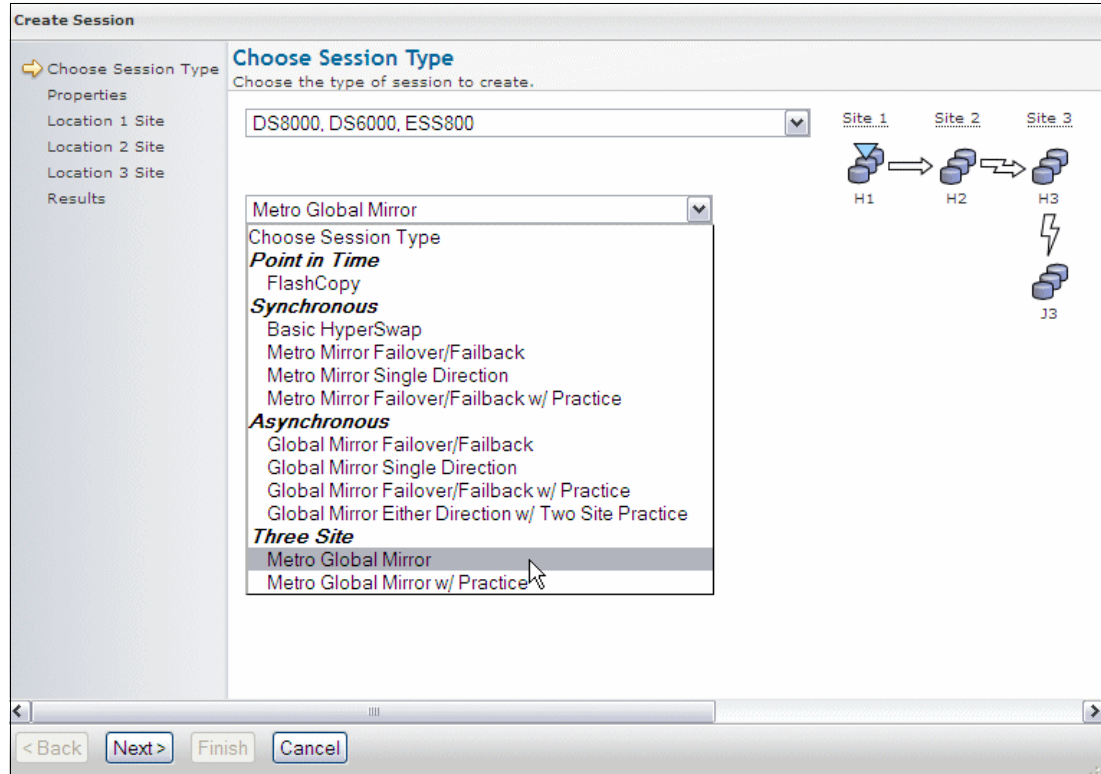 Create Session
Choose Session Type
Properties
Location 1 Site
Location 2 Site
Location 3 Site
Results
Choose Session Type
Choose the type of session to create.
DS8000, DS6000, ESS800
Metro Global Mirror
Choose Session Type
Point in Time
FlashCopy
Synchronous
Basic HyperSwap
Metro Mirror Failover/Failback
Metro Mirror Single Direction
Metro Mirror Failover/Failback w/ Practice
Asynchronous
Global Mirror Failover/Failback
Global Mirror Single Direction
Global Mirror Failover/Failback w/ Practice
Global Mirror Either Direction w/ Two Site Practice
Three Site
Metro Global Mirror
Metro Global Mirror w/ Practice
Site 1 Site 2 Site 3
H1 H2 H3
J3
< Back Next > Finish Cancel